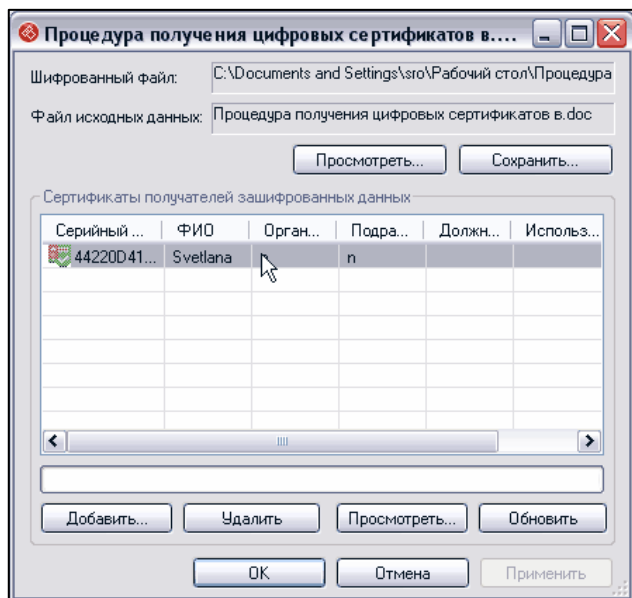 Процедура получения цифровых сертификатов в....
Шифрованный файл: C:\Documents and Settings\sro\Рабочий стол\Процедура
Файл исходных данных: Процедура получения цифровых сертификатов в.doc
Просмотреть... Сохранить...
Сертификаты получателей зашифрованных данных
Серийный ... ФИО Орган... Подра... Должн... Использ...
44220D41... Svetlana n
Добавить... Удалить Просмотреть... Обновить
OK Отмена Применить